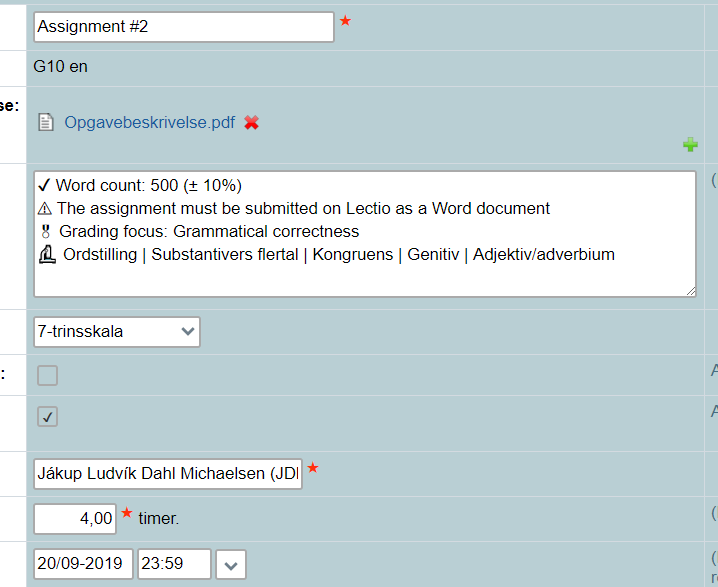 Assignment #2
G10 en
se:
Opgavebeskrivelse.pdf
✓ Word count: 500 (± 10%)
⚠ The assignment must be submitted on Lectio as a Word document
🎖 Grading focus: Grammatical correctness
Ordstilling | Substantivers flertal | Kongruens | Genitiv | Adjektiv/adverbium
(
7-trinsskala
:
A
A
Jákup Ludvík Dahl Michaelsen (JD
4,00 timer.
(
20/09-2019 23:59
(